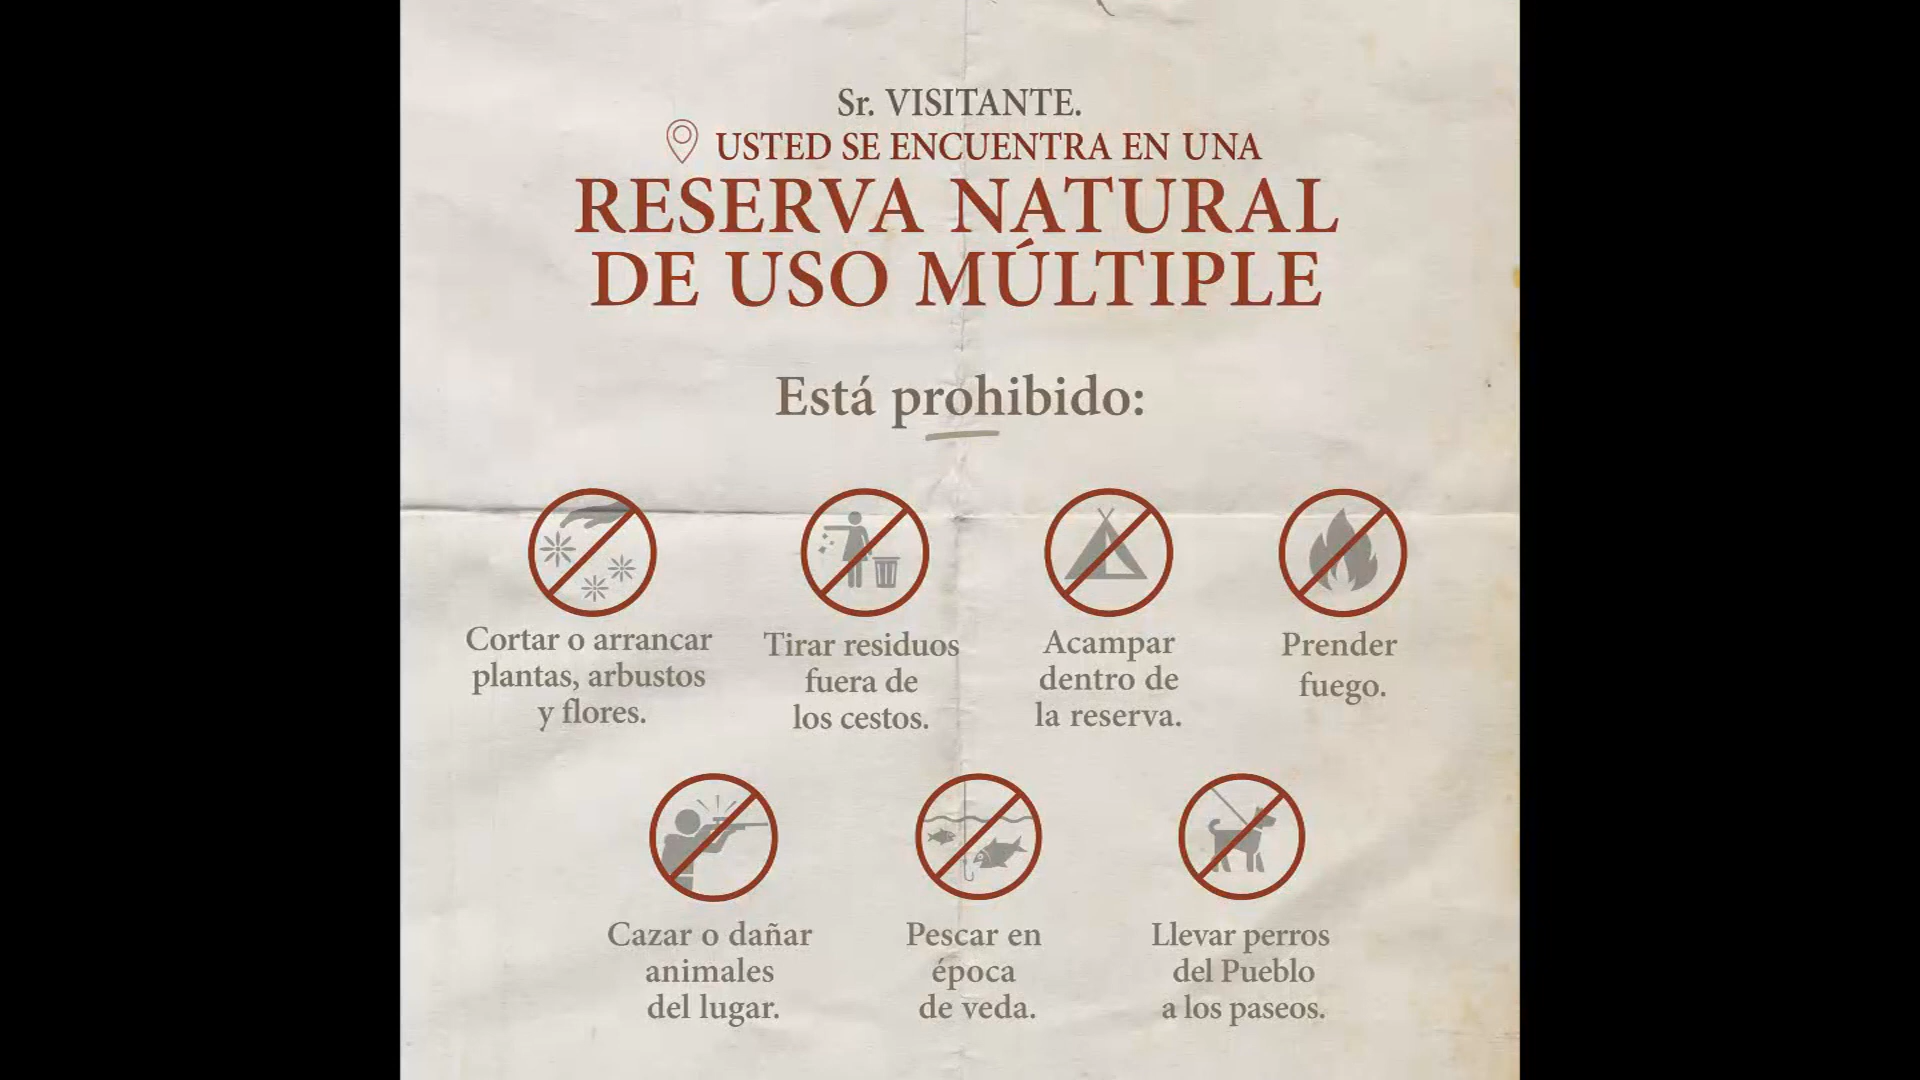 Sr. VISITANTE.
USTED SE ENCUENTRA EN UNA
RESERVA NATURAL
DE USO MÚLTIPLE
Está prohibido:
Cortar o arrancar
plantas, arbustos
y flores.
Tirar residuos
fuera de
los cestos.
Acampar
dentro de
la reserva.
Prender
fuego.
Cazar o dañar
animales
del lugar.
Pescar en
época
de veda.
Llevar perros
del Pueblo
a los paseos.